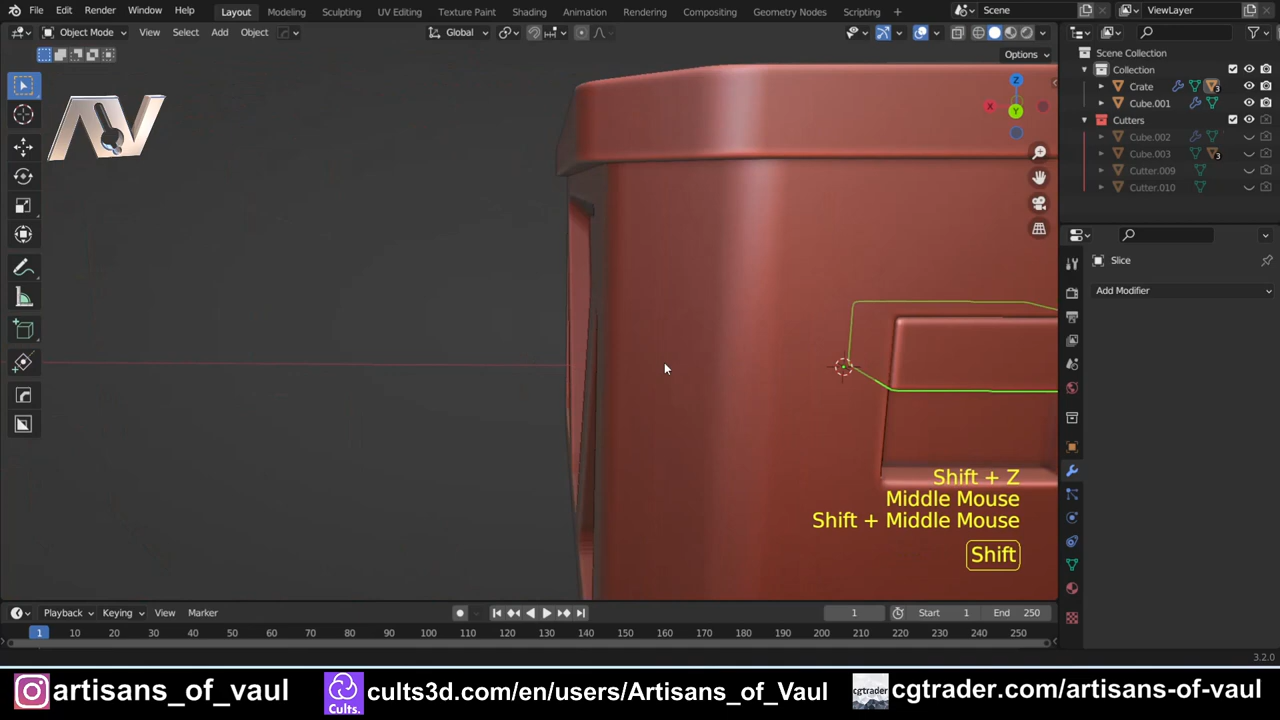 File Edit Render Window Help Layout Modeling Sculpting UV Editing Texture Paint Shading Animation Rendering Compositing Geometry Nodes Scripting + Scene ViewLayer
Object Mode View Select Add Object Global
Options
Scene Collection
Collection
Crate
3
Cube.001
Cutters
Cube.002
Cube.003
3
Cutter.009
Cutter.010
AV
Z
X
Y
Slice
Add Modifier
Shift + Z
Middle Mouse
Shift + Middle Mouse
Shift
Playback Keying View Marker 1 Start 1 End 250
1 10 20 30 40 50 60 70 80 90 100 110 120 130 140 150 160 170 180 190 200 210 220 230 240 250
3.2.0
artisans_of_vaul Cults. cults3d.com/en/users/Artisans_of_Vaul cgtrader cgtrader.com/artisans-of-vaul